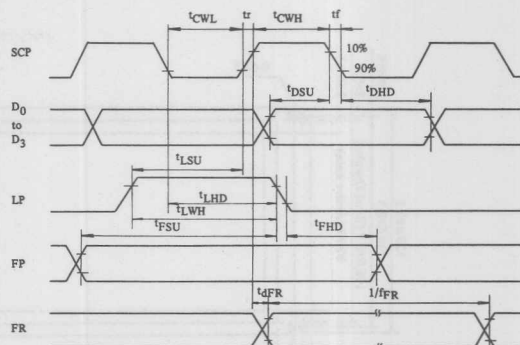 tCWL tr tCWH tf
SCP
10%
90%
tDSU tDHD
D0
to
D3
tLSU
LP
tLHD
tLWH
tFSU tFHD
FP
tdFR 1/fFR
FR